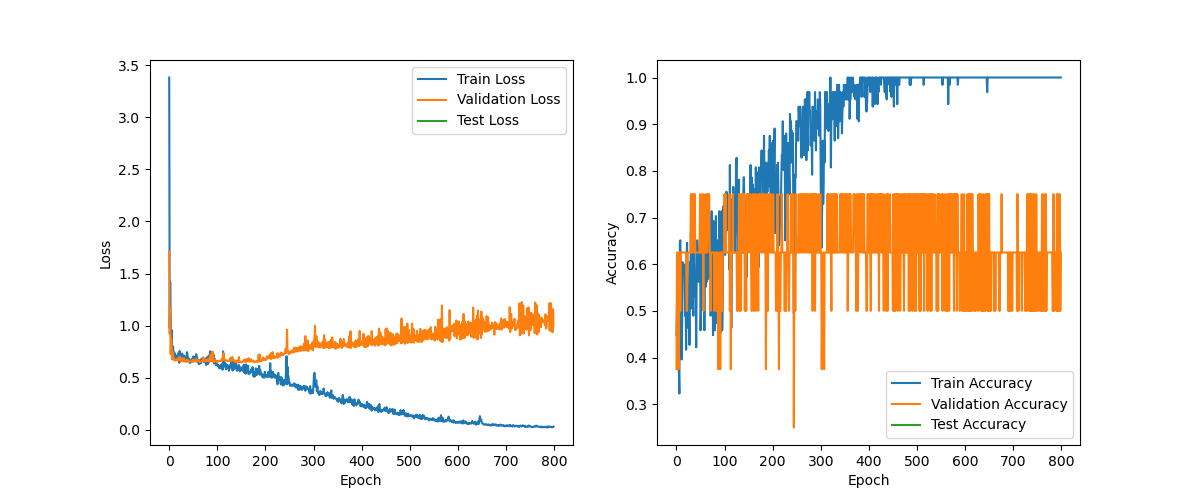 3.5
3.0
2.5
2.0
1.5
1.0
0.5
0.0
Loss
0 100 200 300 400 500 600 700 800
Epoch
Train Loss
Validation Loss
Test Loss
1.0
0.9
0.8
0.7
0.6
0.5
0.4
0.3
Accuracy
0 100 200 300 400 500 600 700 800
Epoch
Train Accuracy
Validation Accuracy
Test Accuracy